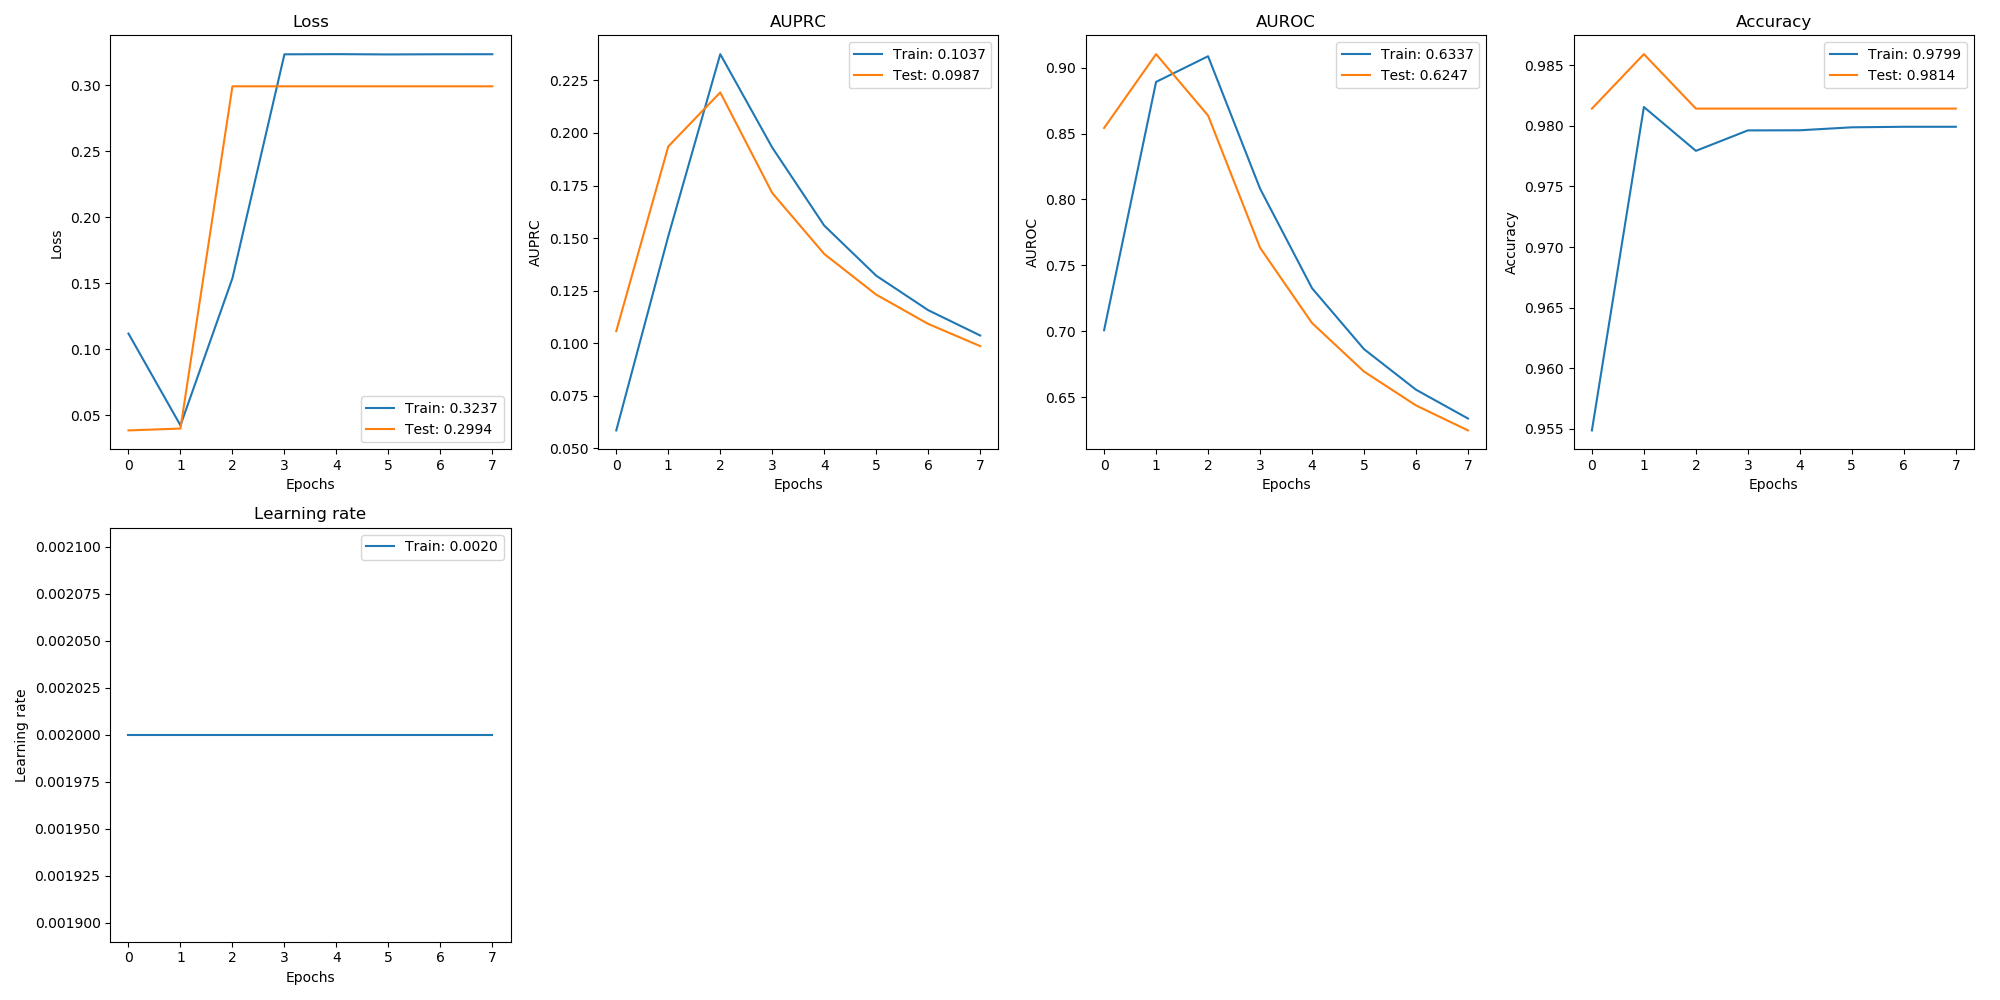 Loss
0.30
0.25
0.20
0.15
0.10
0.05
Loss
Train: 0.3237
Test: 0.2994
0 1 2 3 4 5 6 7
Epochs
AUPRC
0.225
0.200
0.175
0.150
0.125
0.100
0.075
0.050
AUPRC
Train: 0.1037
Test: 0.0987
0 1 2 3 4 5 6 7
Epochs
AUROC
0.90
0.85
0.80
0.75
0.70
0.65
AUROC
Train: 0.6337
Test: 0.6247
0 1 2 3 4 5 6 7
Epochs
Accuracy
0.985
0.980
0.975
0.970
0.965
0.960
0.955
Accuracy
Train: 0.9799
Test: 0.9814
0 1 2 3 4 5 6 7
Epochs
Learning rate
0.002100
0.002075
0.002050
0.002025
0.002000
0.001975
0.001950
0.001925
0.001900
Learning rate
Train: 0.0020
0 1 2 3 4 5 6 7
Epochs